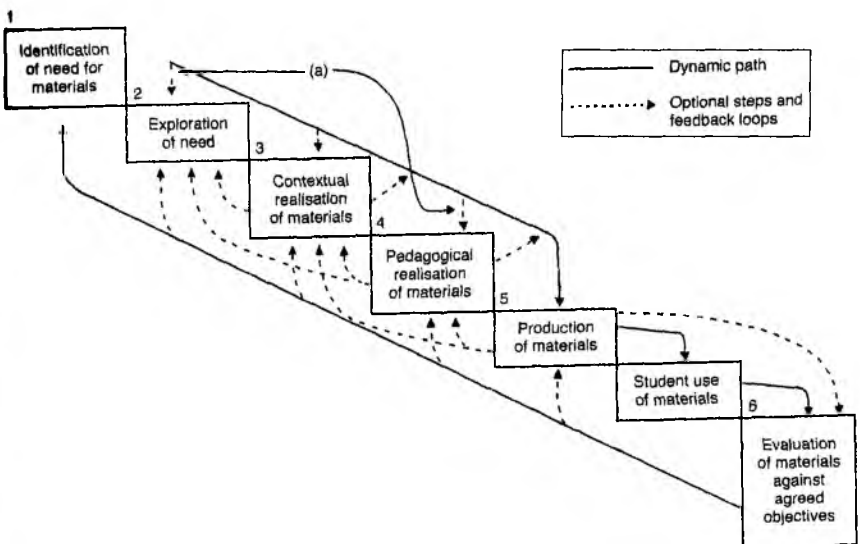 1
Identification
of need for
materials
2
Exploration
of need
3
Contextual
realisation
of materials
4
Pedagogical
realisation
of materials
5
Production
of materials
Student use
of materials
6
Evaluation
of materials
against
agreed
objectives
(a)
Dynamic path
Optional steps and
feedback loops